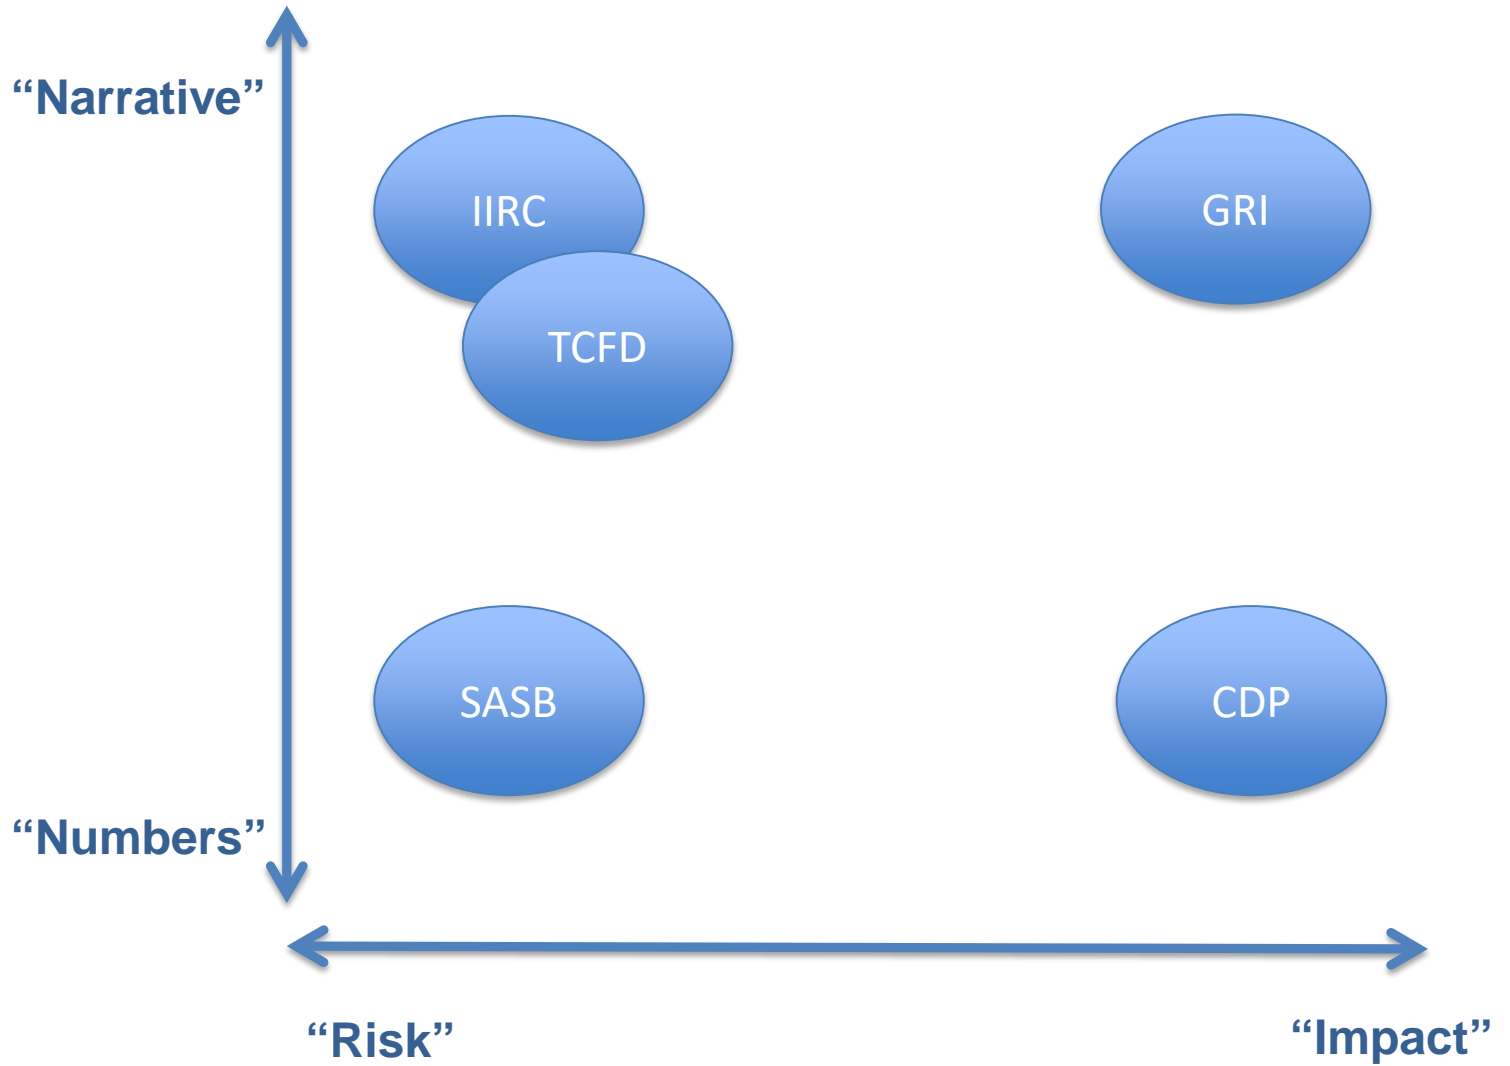 “Narrative”
IIRC
GRI
TCFD
SASB
CDP
“Numbers”
“Risk”
“Impact”